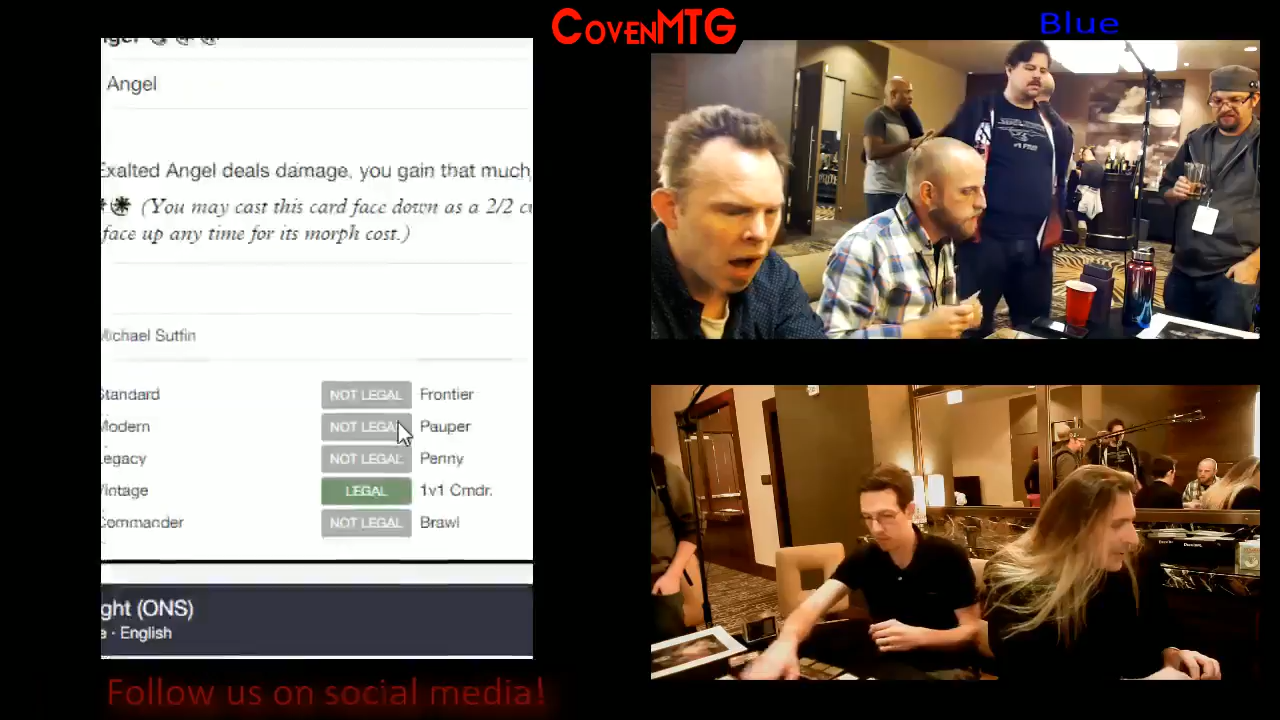 COVENMTG
Blue
Angel
Exalted Angel deals damage, you gain that much
(You may cast this card face down as a 2/2
face up any time for its morph cost.)
Michael Sutfin
Standard NOT LEGAL Frontier
Modern NOT LEGAL Pauper
Legacy NOT LEGAL Penny
Vintage LEGAL 1v1 Cmdr.
Commander NOT LEGAL Brawl
ght (ONS)
e · English
Follow us on social media!